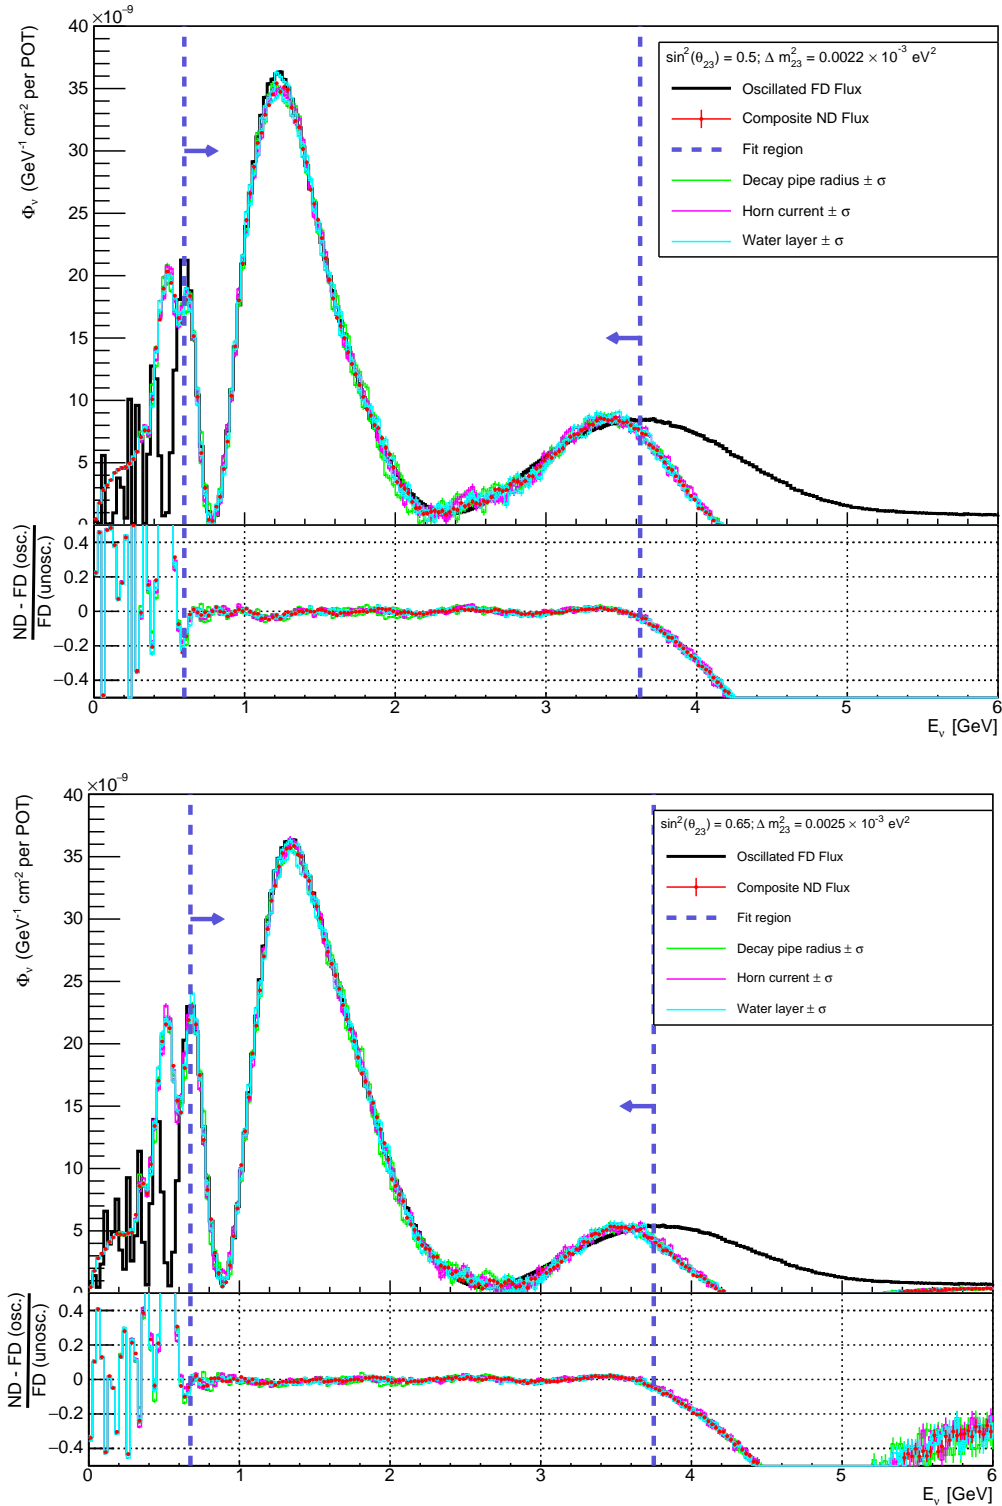 ×10⁻⁹
40
35
30
25
20
15
10
5
0
Φν (GeV⁻¹ cm⁻² per POT)
sin²(θ23) = 0.5; Δ m²23 = 0.0022 × 10⁻³ eV²
Oscillated FD Flux
Composite ND Flux
Fit region
Decay pipe radius ± σ
Horn current ± σ
Water layer ± σ
ND - FD (osc.)
FD (unosc.)
0.4
0.2
0
−0.2
−0.4
0 1 2 3 4 5 6
Eν [GeV]
×10⁻⁹
40
35
30
25
20
15
10
5
0
Φν (GeV⁻¹ cm⁻² per POT)
sin²(θ23) = 0.65; Δ m²23 = 0.0025 × 10⁻³ eV²
Oscillated FD Flux
Composite ND Flux
Fit region
Decay pipe radius ± σ
Horn current ± σ
Water layer ± σ
ND - FD (osc.)
FD (unosc.)
0.4
0.2
0
−0.2
−0.4
0 1 2 3 4 5 6
Eν [GeV]